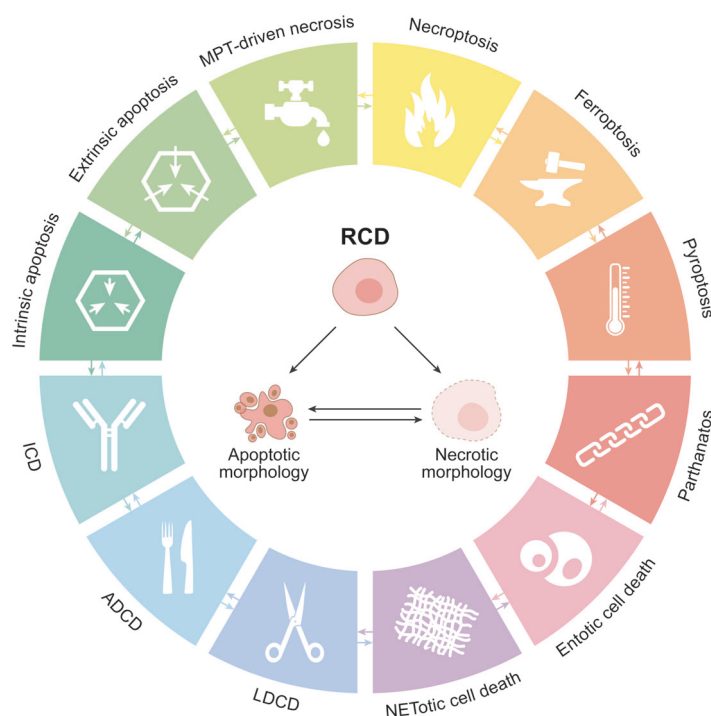 MPT-driven necrosis
Necroptosis
Ferroptosis
Pyroptosis
Parthanatos
Entotic cell death
NETotic cell death
LDCD
ADCD
ICD
Intrinsic apoptosis
Extrinsic apoptosis
RCD
Apoptotic
morphology
Necrotic
morphology